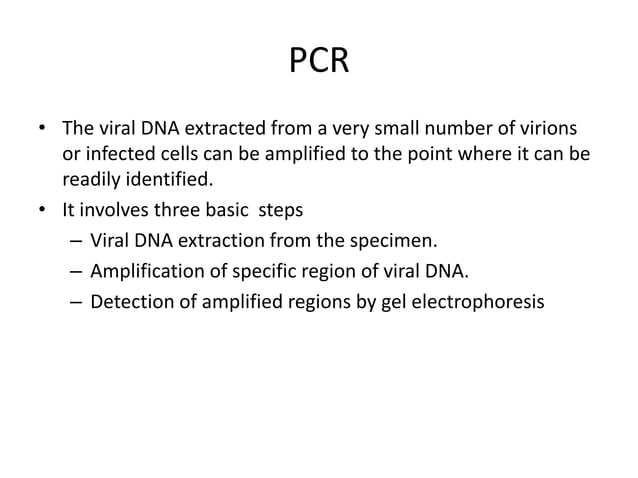 PCR
• The viral DNA extracted from a very small number of virions
or infected cells can be amplified to the point where it can be
readily identified.
• It involves three basic  steps
– Viral DNA extraction from the specimen.
– Amplification of specific region of viral DNA.
– Detection of amplified regions by gel electrophoresis